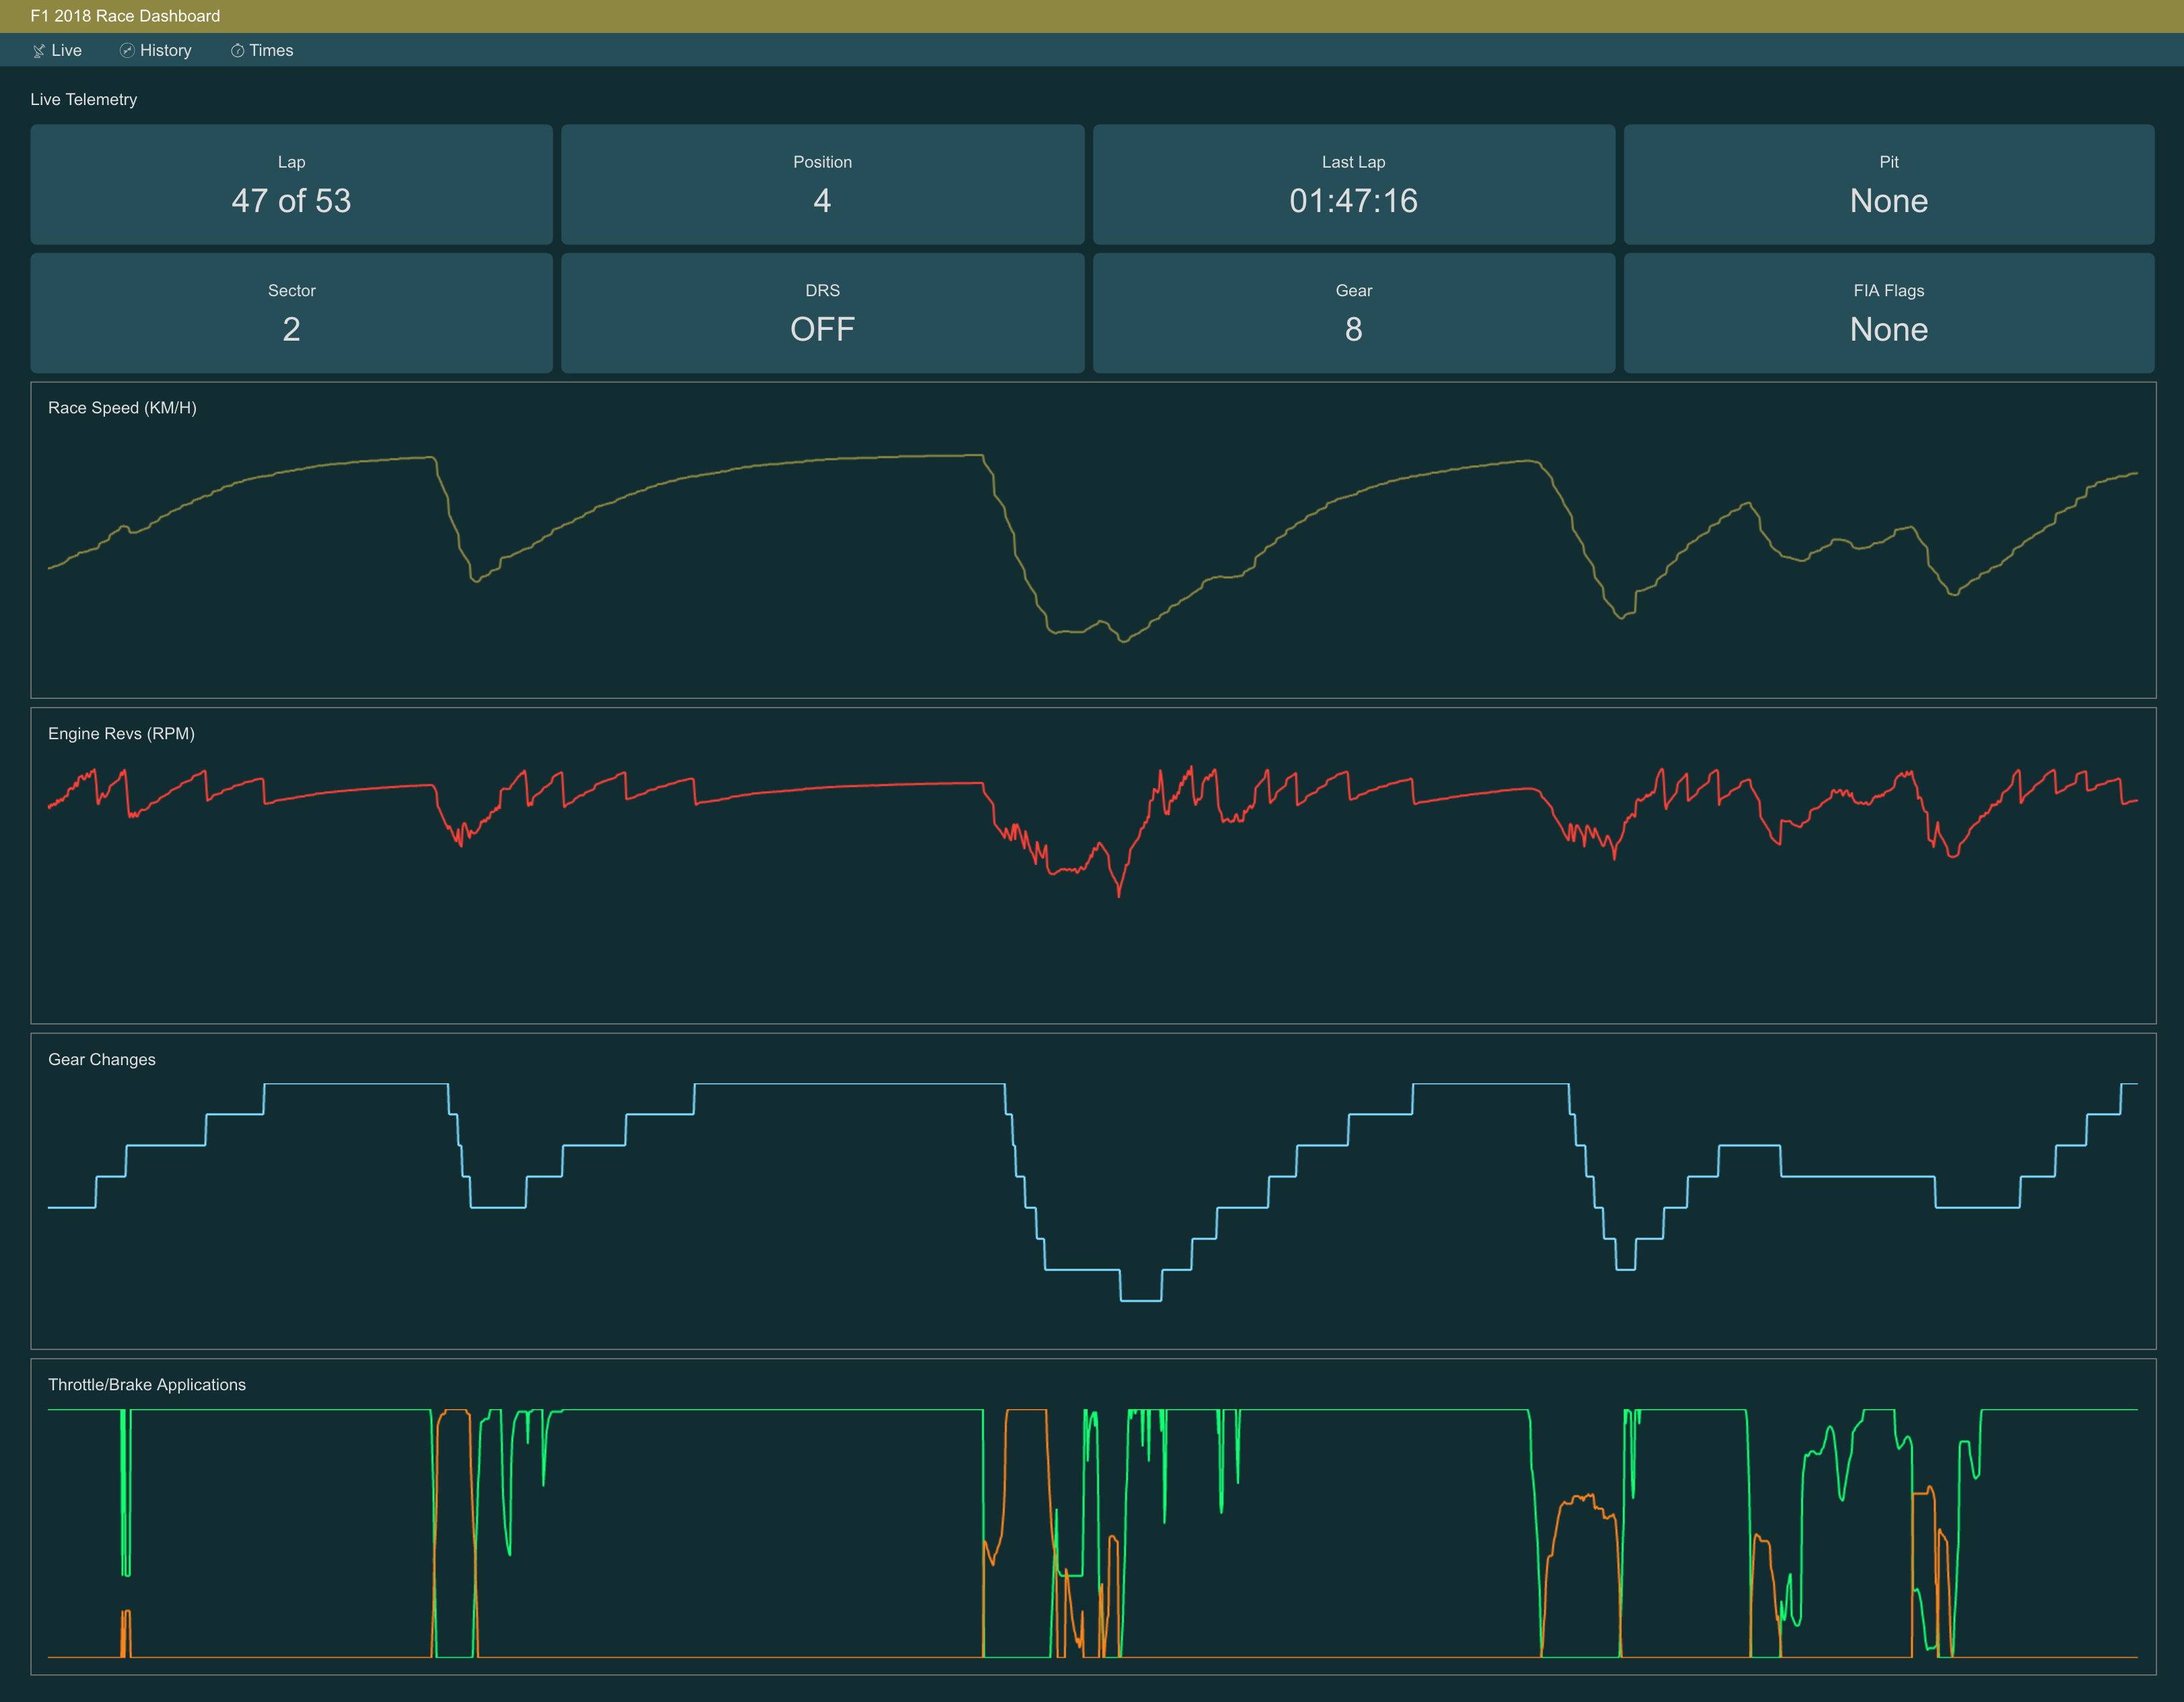 F1 2018 Race Dashboard
Live History Times
Live Telemetry
Lap Position Last Lap Pit
47 of 53 4 01:47:16 None
Sector DRS Gear FIA Flags
2 OFF 8 None
Race Speed (KM/H)
Engine Revs (RPM)
Gear Changes
Throttle/Brake Applications